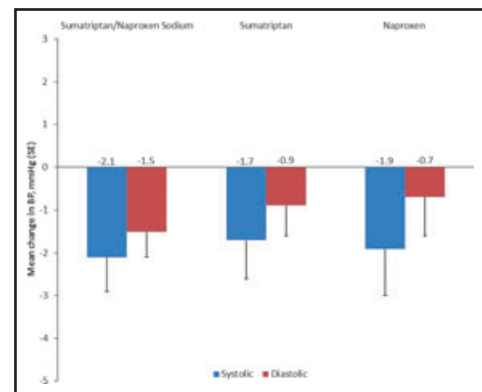 Sumatriptan/Naproxen Sodium Sumatriptan Naproxen
Mean change in BP, mmHg (SE)
3
2
1
0
-1
-2
-3
-4
-5
-2.1 -1.5 -1.7 -0.9 -1.9 -0.7
Systolic Diastolic